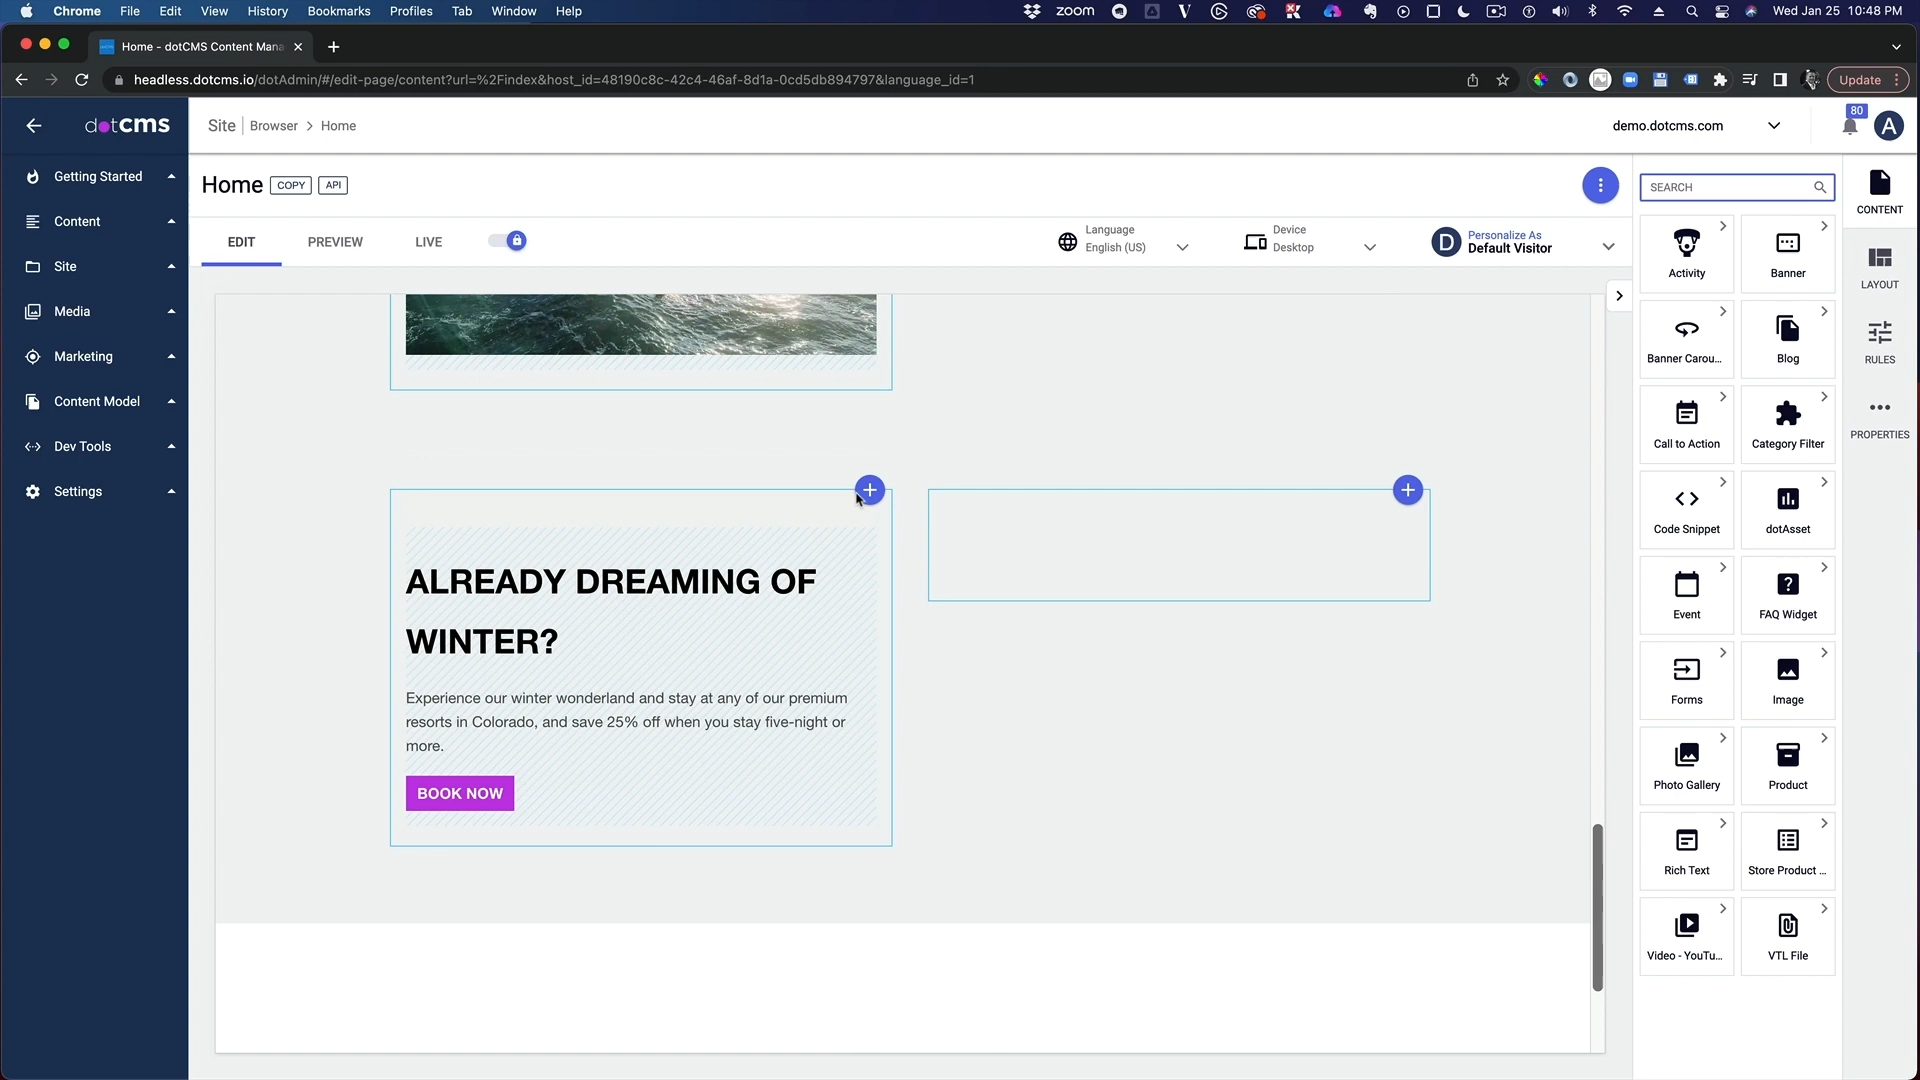 Chrome File Edit View History Bookmarks Profiles Tab Window Help
zoom
Wed Jan 25 10:48 PM
Home - dotCMS Content Mana
headless.dotcms.io/dotAdmin/#/edit-page/content?url=%2Findex&host_id=48190c8c-42c4-46af-8d1a-0cd5db894797&language_id=1
Update
dotCMS
Site Browser > Home
demo.dotcms.com
80
A
Getting Started
Content
Site
Media
Marketing
Content Model
Dev Tools
Settings
Home COPY API
EDIT PREVIEW LIVE
Language
English (US)
Device
Desktop
D
Personalize As
Default Visitor
ALREADY DREAMING OF
WINTER?
Experience our winter wonderland and stay at any of our premium
resorts in Colorado, and save 25% off when you stay five-night or
more.
BOOK NOW
SEARCH
Activity
Banner
Banner Carou...
Blog
Call to Action
Category Filter
Code Snippet
dotAsset
Event
FAQ Widget
Forms
Image
Photo Gallery
Product
Rich Text
Store Product ...
Video - YouTu...
VTL File
CONTENT
LAYOUT
RULES
PROPERTIES